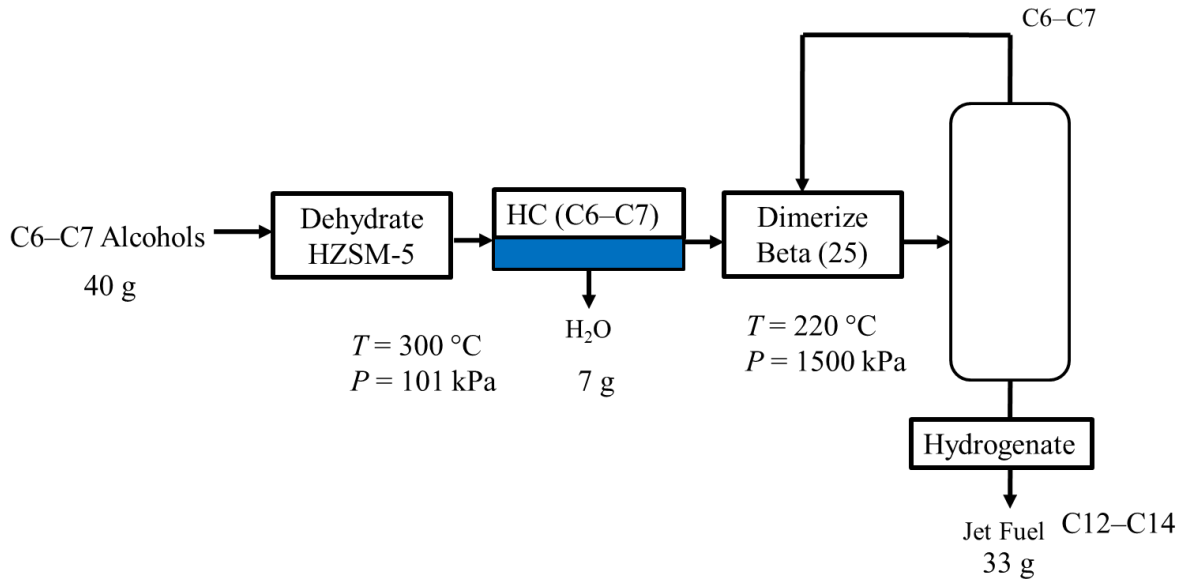 C6–C7
C6–C7 Alcohols
40 g
Dehydrate
HZSM-5
T = 300 °C
P = 101 kPa
HC (C6–C7)
H₂O
7 g
Dimerize
Beta (25)
T = 220 °C
P = 1500 kPa
Hydrogenate
Jet Fuel C12–C14
33 g